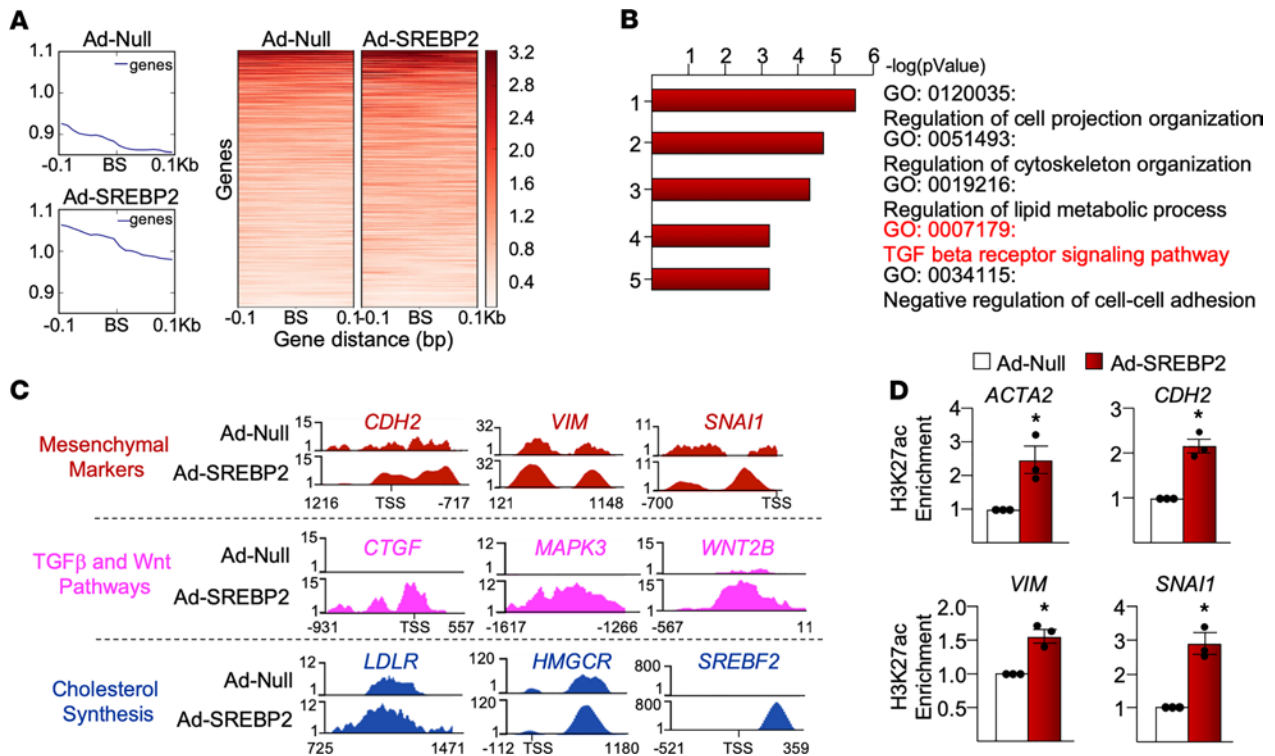 A
Ad-Null
1.1
1.0
0.9
genes
-0.1 BS 0.1Kb
Ad-SREBP2
1.1
1.0
0.9
genes
-0.1 BS 0.1Kb
Ad-Null Ad-SREBP2
Genes
3.2
2.8
2.4
2.0
1.6
1.2
0.8
0.4
-0.1 BS 0.1 -0.1 BS 0.1Kb
Gene distance (bp)
B
1 2 3 4 5 6 -log(pValue)
1
2
3
4
5
GO: 0120035:
Regulation of cell projection organization
GO: 0051493:
Regulation of cytoskeleton organization
GO: 0019216:
Regulation of lipid metabolic process
GO: 0007179:
TGF beta receptor signaling pathway
GO: 0034115:
Negative regulation of cell-cell adhesion
C
Mesenchymal
Markers
Ad-Null
Ad-SREBP2
CDH2
15
1
15
1
1216 TSS -717
VIM
32
1
32
1
121 1148
SNAI1
11
1
11
1
-700 TSS
TGFβ and Wnt
Pathways
Ad-Null
Ad-SREBP2
CTGF
15
1
15
1
-931 TSS 557
MAPK3
12
1
12
1
-1617 -1266
WNT2B
15
1
15
1
-567 11
Cholesterol
Synthesis
Ad-Null
Ad-SREBP2
LDLR
12
1
12
1
725 1471
HMGCR
120
1
120
1
-112 TSS 1180
SREBF2
800
1
800
1
-521 TSS 359
D
Ad-Null Ad-SREBP2
H3K27ac
Enrichment
ACTA2
4
3
2
1
*
CDH2
3
2
1
*
H3K27ac
Enrichment
VIM
2.0
1.5
1.0
0.5
*
SNAI1
4
3
2
1
*